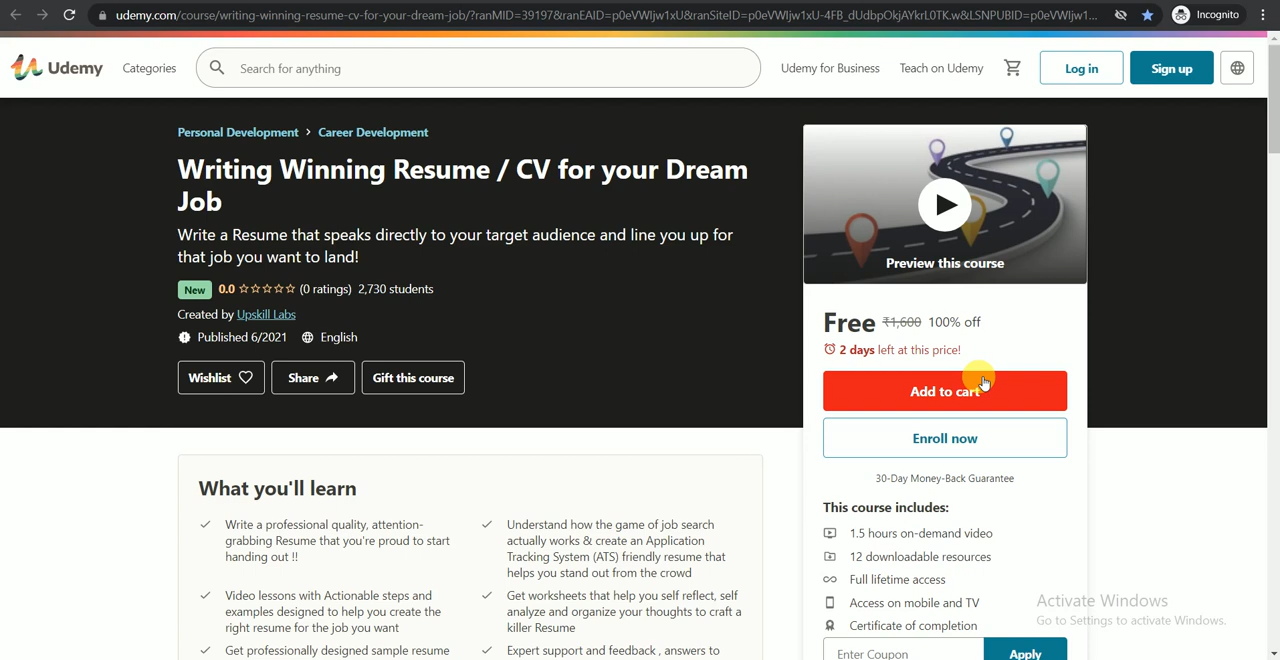 udemy.com/course/writing-winning-resume-cv-for-your-dream-job/?ranMID=39197&ranEAID=p0eVWljw1xU&ranSiteID=p0eVWljw1xU-4FB_dUdbpOkjAYkrL0TK.w&LSNPUBID=p0eVWljw1...
Incognito
Udemy
Categories
Search for anything
Udemy for Business
Teach on Udemy
Log in
Sign up
Personal Development > Career Development
Writing Winning Resume / CV for your Dream
Job
Write a Resume that speaks directly to your target audience and line you up for
that job you want to land!
New 0.0 (0 ratings) 2,730 students
Created by Upskill Labs
Published 6/2021 English
Wishlist
Share
Gift this course
Preview this course
Free ₹1,600 100% off
2 days left at this price!
Add to cart
Enroll now
30-Day Money-Back Guarantee
This course includes:
1.5 hours on-demand video
12 downloadable resources
Full lifetime access
Access on mobile and TV
Certificate of completion
Enter Coupon
Apply
What you'll learn
Write a professional quality, attention-
grabbing Resume that you're proud to start
handing out !!
Understand how the game of job search
actually works & create an Application
Tracking System (ATS) friendly resume that
helps you stand out from the crowd
Video lessons with Actionable steps and
examples designed to help you create the
right resume for the job you want
Get worksheets that help you self reflect, self
analyze and organize your thoughts to craft a
killer Resume
Get professionally designed sample resume
Expert support and feedback , answers to
Activate Windows
Go to Settings to activate Windows.